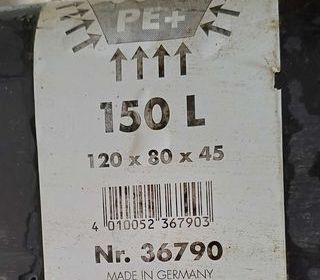 PE+
150 L
120 x 80 x 45
4 010052 367903
Nr. 36790
MADE IN GERMANY